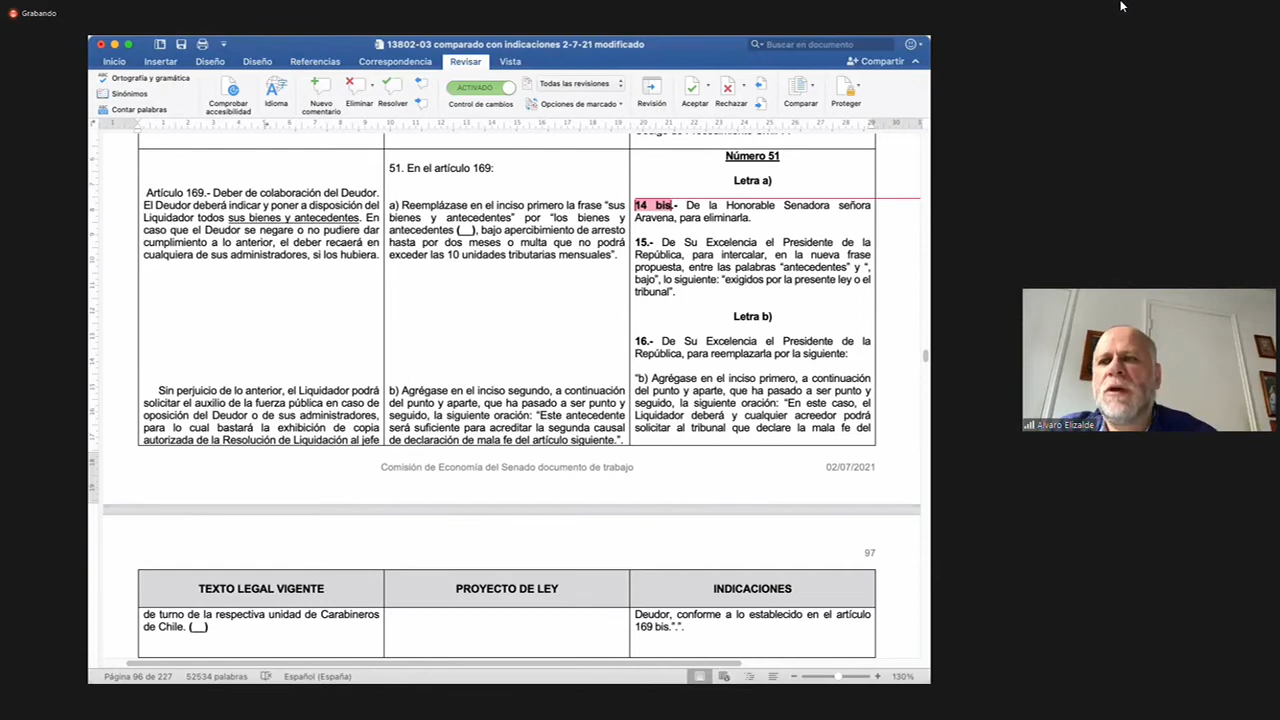 Grabando
13802-03 comparado con indicaciones 2-7-21 modificado
Buscar en documento
Inicio Insertar Diseño Diseño Referencias Correspondencia Revisar Vista
Compartir
Ortografía y gramática
Sinónimos
Contar palabras
Comprobar
accesibilidad
Idioma
Nuevo
comentario
Eliminar
Resolver
ACTIVADO
Control de cambios
Todas las revisiones
Opciones de marcado
Revisión
Aceptar
Rechazar
Comparar
Proteger
Artículo 169.- Deber de colaboración del Deudor.
El Deudor deberá indicar y poner a disposición del
Liquidador todos sus bienes y antecedentes. En
caso que el Deudor se negare o no pudiere dar
cumplimiento a lo anterior, el deber recaerá en
cualquiera de sus administradores, si los hubiera.
Sin perjuicio de lo anterior, el Liquidador podrá
solicitar el auxilio de la fuerza pública en caso de
oposición del Deudor o de sus administradores,
para lo cual bastará la exhibición de copia
autorizada de la Resolución de Liquidación al jefe
51. En el artículo 169:
a) Reemplázase en el inciso primero la frase “sus
bienes y antecedentes” por “los bienes y
antecedentes (__), bajo apercibimiento de arresto
hasta por dos meses o multa que no podrá
exceder las 10 unidades tributarias mensuales”.
b) Agrégase en el inciso segundo, a continuación
del punto y aparte, que ha pasado a ser punto y
seguido, la siguiente oración: “Este antecedente
será suficiente para acreditar la segunda causal
de declaración de mala fe del artículo siguiente.”.
Número 51
Letra a)
14 bis.- De la Honorable Senadora señora
Aravena, para eliminarla.
15.- De Su Excelencia el Presidente de la
República, para intercalar, en la nueva frase
propuesta, entre las palabras “antecedentes” y “,
bajo”, lo siguiente: “exigidos por la presente ley o el
tribunal”.
Letra b)
16.- De Su Excelencia el Presidente de la
República, para reemplazarla por la siguiente:
“b) Agrégase en el inciso primero, a continuación
del punto y aparte, que ha pasado a ser punto y
seguido, la siguiente oración: “En este caso, el
Liquidador deberá y cualquier acreedor podrá
solicitar al tribunal que declare la mala fe del
Comisión de Economía del Senado documento de trabajo
02/07/2021
97
TEXTO LEGAL VIGENTE
PROYECTO DE LEY
INDICACIONES
de turno de la respectiva unidad de Carabineros
de Chile. (__)
Deudor, conforme a lo establecido en el artículo
169 bis.”.”.
Página 96 de 227
52534 palabras
Español (España)
130%
Alvaro Elizalde